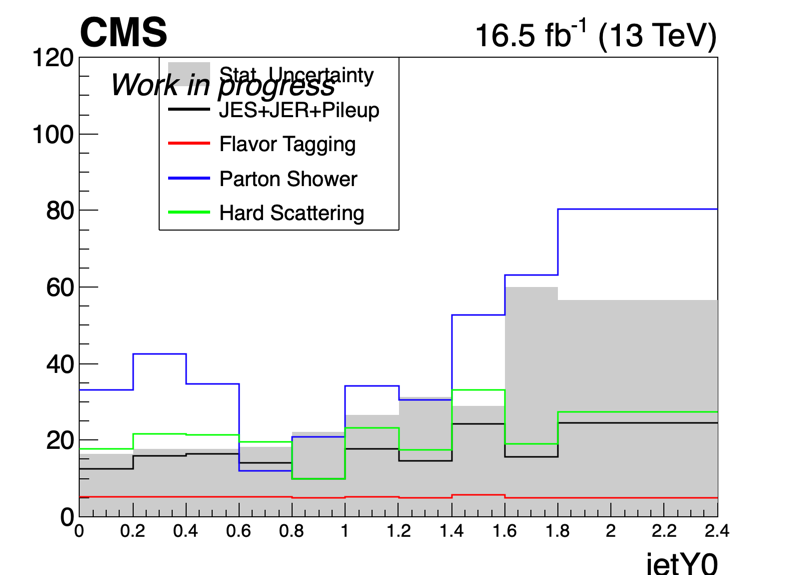 CMS 16.5 fb-1 (13 TeV)
120
Stat. Uncertainty
Work in progress
JES+JER+Pileup
100
Flavor Tagging
Parton Shower
80
Hard Scattering
60
40
20
0
0 0.2 0.4 0.6 0.8 1 1.2 1.4 1.6 1.8 2 2.2 2.4
jetY0